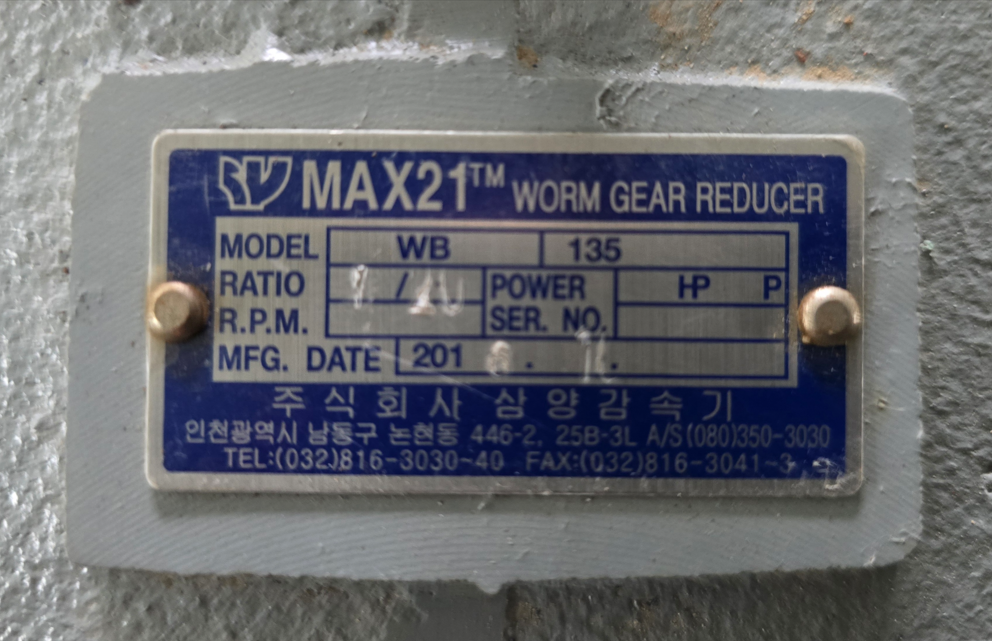 MAX21™ WORM GEAR REDUCER
MODEL WB 135
RATIO 1 / POWER HP P
R.P.M. SER. NO.
MFG. DATE 201 . .
주식회사 삼양감속기
인천광역시 남동구 논현동 446-2, 25B-3L A/S(080)350-3030
TEL:(032)816-3030~40 FAX:(032)816-3041~3